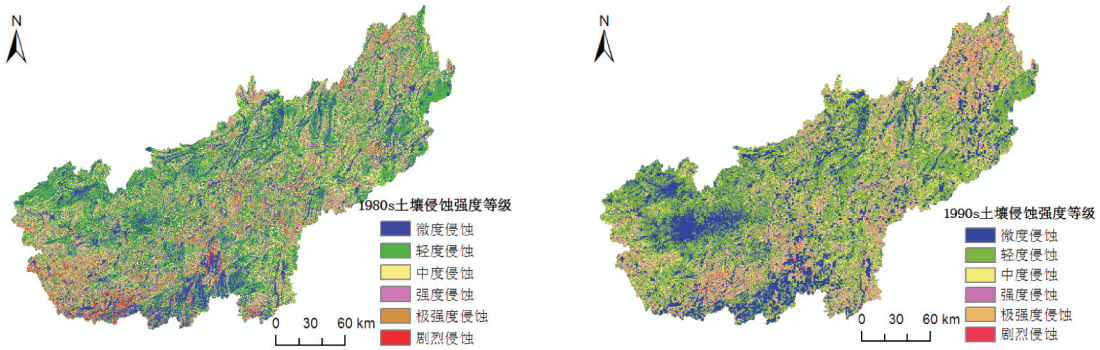 N
1980s土壤侵蚀强度等级
微度侵蚀
轻度侵蚀
中度侵蚀
强度侵蚀
极强度侵蚀
剧烈侵蚀
0 30 60 km
N
1990s土壤侵蚀强度等级
微度侵蚀
轻度侵蚀
中度侵蚀
强度侵蚀
极强度侵蚀
剧烈侵蚀
0 30 60 km